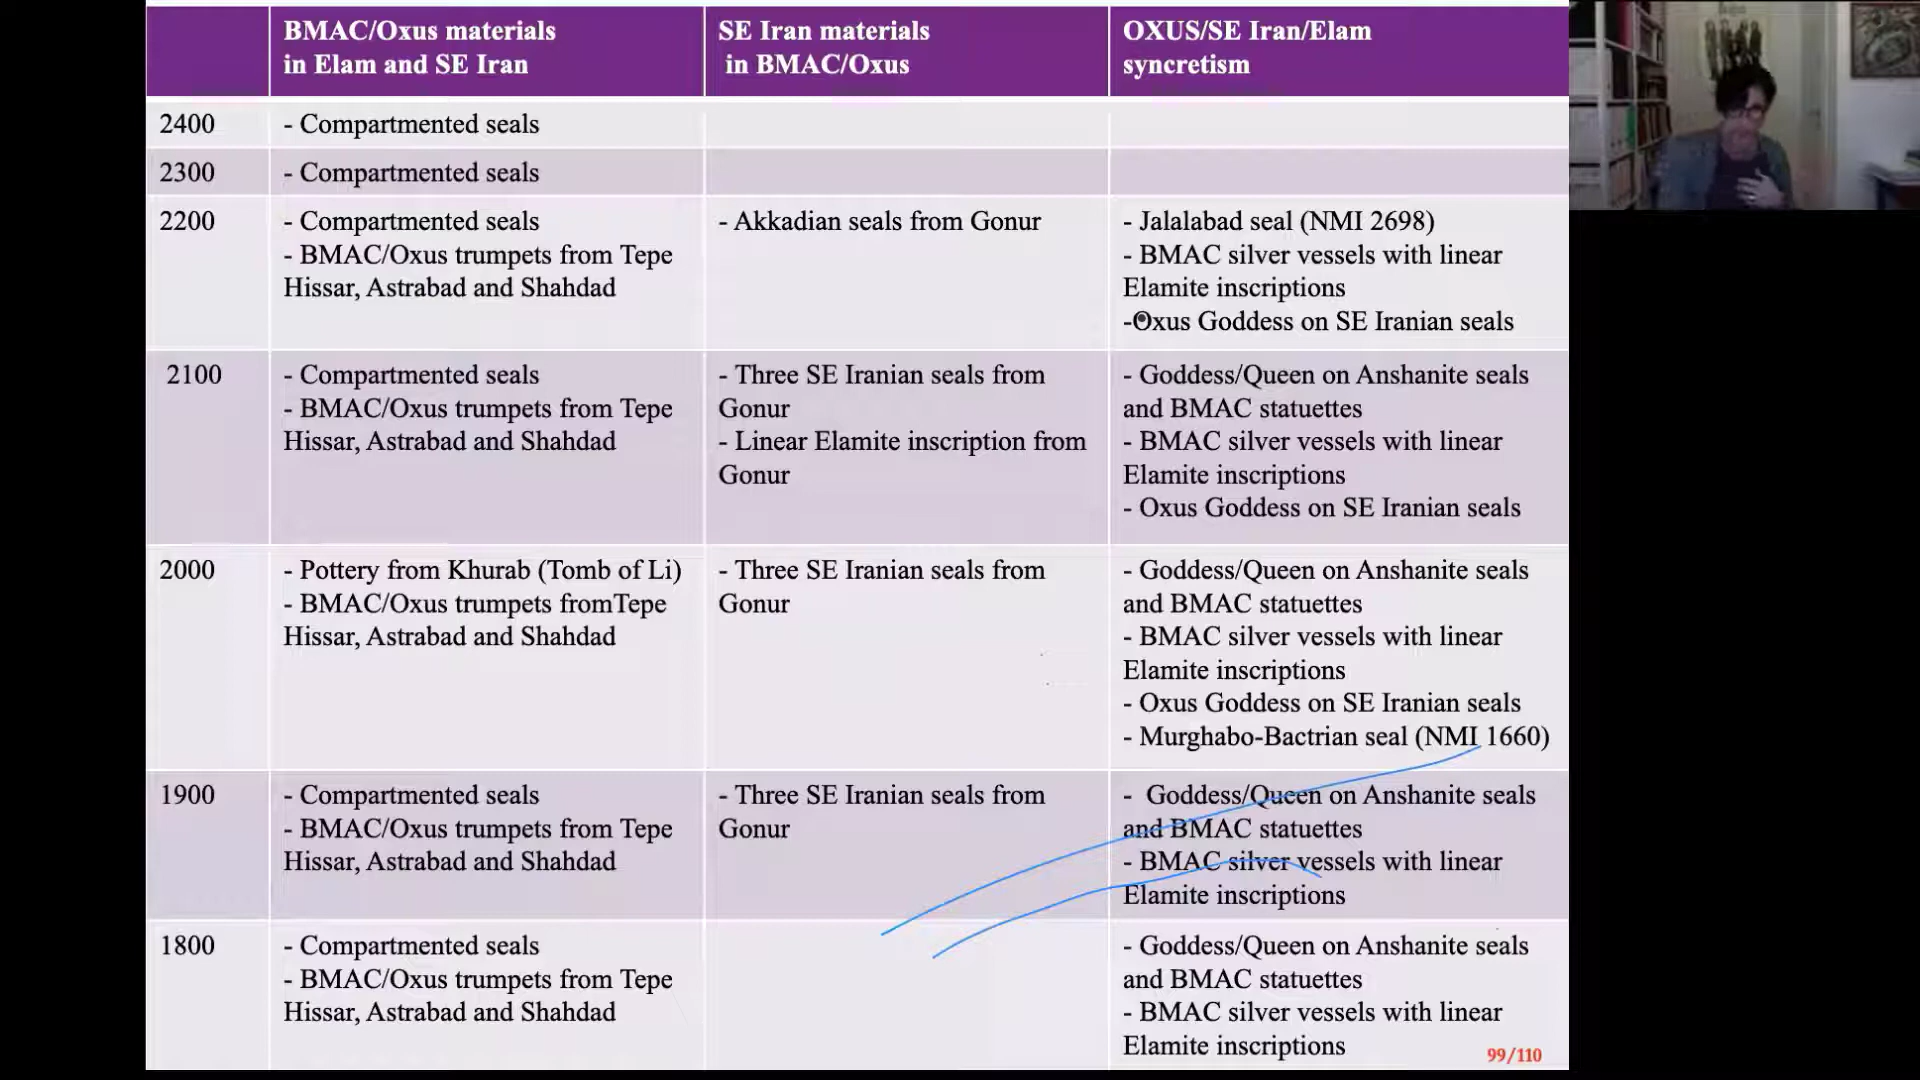 BMAC/Oxus materials
in Elam and SE Iran
SE Iran materials
in BMAC/Oxus
OXUS/SE Iran/Elam
syncretism
2400
- Compartmented seals
2300
- Compartmented seals
2200
- Compartmented seals
- BMAC/Oxus trumpets from Tepe
Hissar, Astrabad and Shahdad
- Akkadian seals from Gonur
- Jalalabad seal (NMI 2698)
- BMAC silver vessels with linear
Elamite inscriptions
-Oxus Goddess on SE Iranian seals
2100
- Compartmented seals
- BMAC/Oxus trumpets from Tepe
Hissar, Astrabad and Shahdad
- Three SE Iranian seals from
Gonur
- Linear Elamite inscription from
Gonur
- Goddess/Queen on Anshanite seals
and BMAC statuettes
- BMAC silver vessels with linear
Elamite inscriptions
- Oxus Goddess on SE Iranian seals
2000
- Pottery from Khurab (Tomb of Li)
- BMAC/Oxus trumpets fromTepe
Hissar, Astrabad and Shahdad
- Three SE Iranian seals from
Gonur
- Goddess/Queen on Anshanite seals
and BMAC statuettes
- BMAC silver vessels with linear
Elamite inscriptions
- Oxus Goddess on SE Iranian seals
- Murghabo-Bactrian seal (NMI 1660)
1900
- Compartmented seals
- BMAC/Oxus trumpets from Tepe
Hissar, Astrabad and Shahdad
- Three SE Iranian seals from
Gonur
- Goddess/Queen on Anshanite seals
and BMAC statuettes
- BMAC silver vessels with linear
Elamite inscriptions
1800
- Compartmented seals
- BMAC/Oxus trumpets from Tepe
Hissar, Astrabad and Shahdad
- Goddess/Queen on Anshanite seals
and BMAC statuettes
- BMAC silver vessels with linear
Elamite inscriptions
99/110